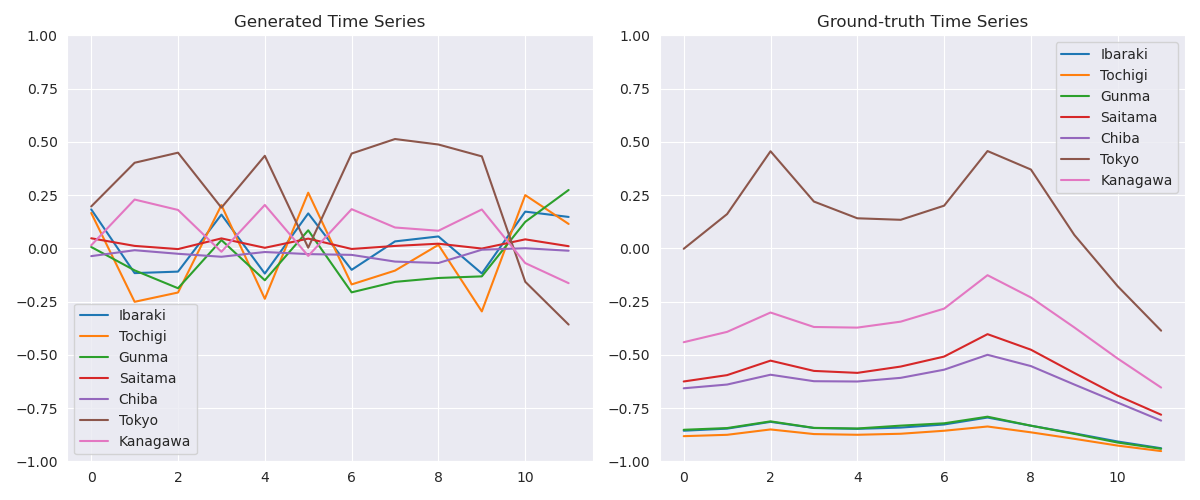 Generated Time Series
1.00
0.75
0.50
0.25
0.00
−0.25
−0.50
−0.75
−1.00
0 2 4 6 8 10
Ibaraki
Tochigi
Gunma
Saitama
Chiba
Tokyo
Kanagawa
Ground-truth Time Series
1.00
0.75
0.50
0.25
0.00
−0.25
−0.50
−0.75
−1.00
0 2 4 6 8 10
Ibaraki
Tochigi
Gunma
Saitama
Chiba
Tokyo
Kanagawa